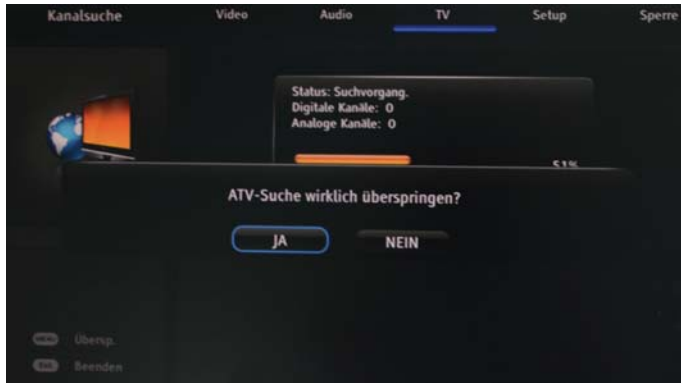 Kanalsuche Video Audio TV Setup Sperre
Status: Suchvorgang.
Digitale Kanäle: 0
Analoge Kanäle: 0
51%
ATV-Suche wirklich überspringen?
JA NEIN
MENU Übersp.
Beenden